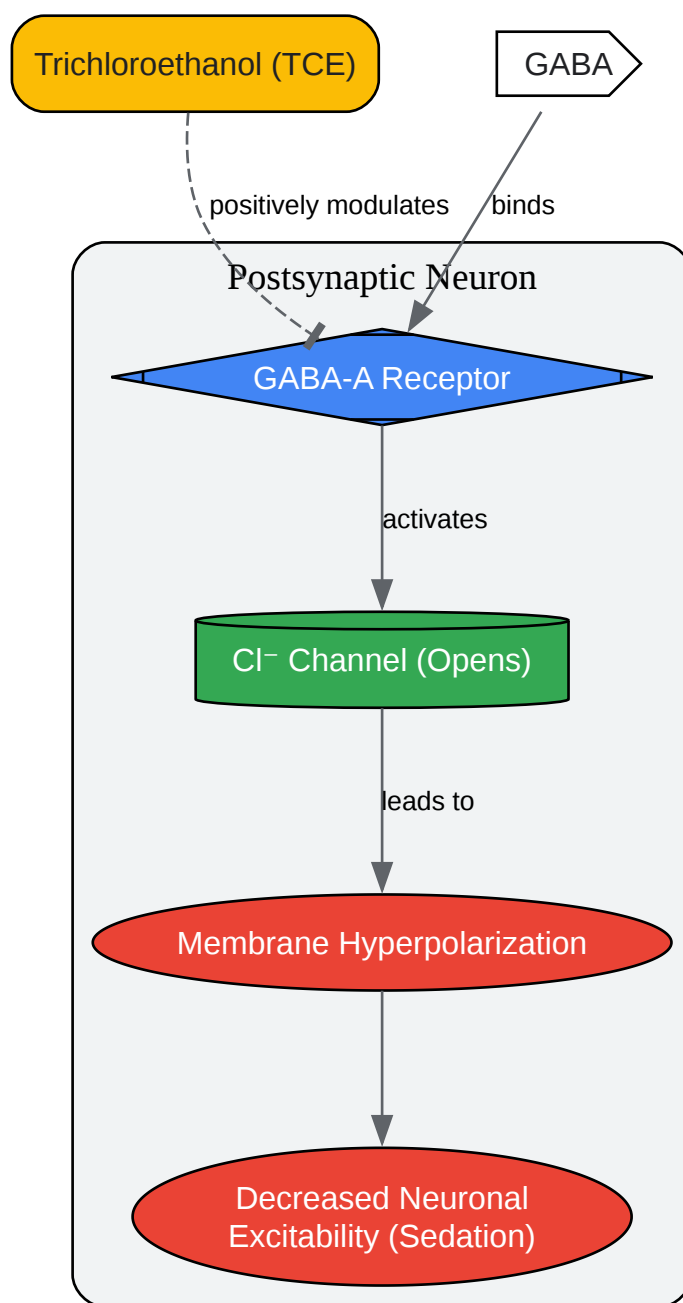 Trichloroethanol (TCE)
GABA
positively modulates
binds
Postsynaptic Neuron
GABA-A Receptor
activates
Cl⁻ Channel (Opens)
leads to
Membrane Hyperpolarization
Decreased Neuronal
Excitability (Sedation)